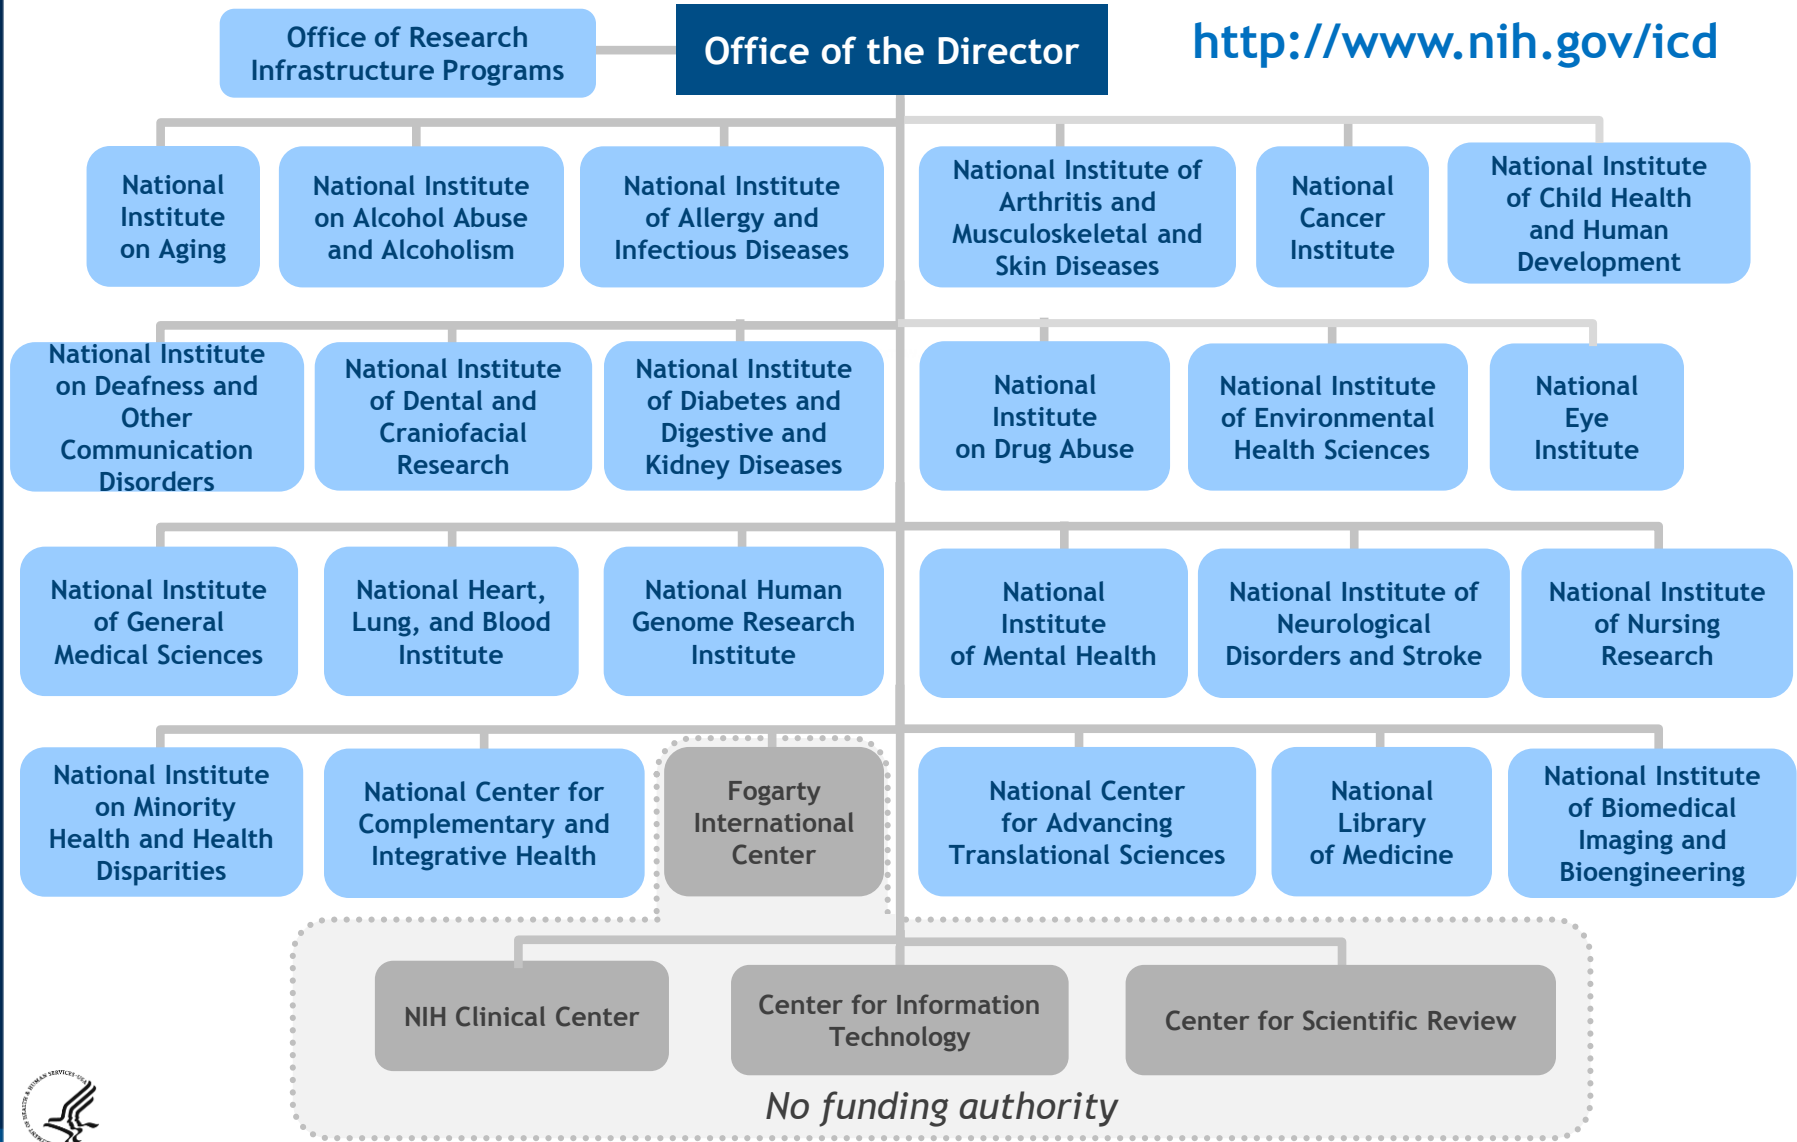 Office of Research
Infrastructure Programs
Office of the Director
http://www.nih.gov/icd
National
Institute
on Aging
National Institute
on Alcohol Abuse
and Alcoholism
National Institute
of Allergy and
Infectious Diseases
National Institute of
Arthritis and
Musculoskeletal and
Skin Diseases
National
Cancer
Institute
National Institute
of Child Health
and Human
Development
National Institute
on Deafness and
Other
Communication
Disorders
National Institute
of Dental and
Craniofacial
Research
National Institute
of Diabetes and
Digestive and
Kidney Diseases
National
Institute
on Drug Abuse
National Institute
of Environmental
Health Sciences
National
Eye
Institute
National Institute
of General
Medical Sciences
National Heart,
Lung, and Blood
Institute
National Human
Genome Research
Institute
National
Institute
of Mental Health
National Institute of
Neurological
Disorders and Stroke
National Institute
of Nursing
Research
National Institute
on Minority
Health and Health
Disparities
National Center for
Complementary and
Integrative Health
Fogarty
International
Center
National Center
for Advancing
Translational Sciences
National
Library
of Medicine
National Institute
of Biomedical
Imaging and
Bioengineering
NIH Clinical Center
Center for Information
Technology
Center for Scientific Review
No funding authority